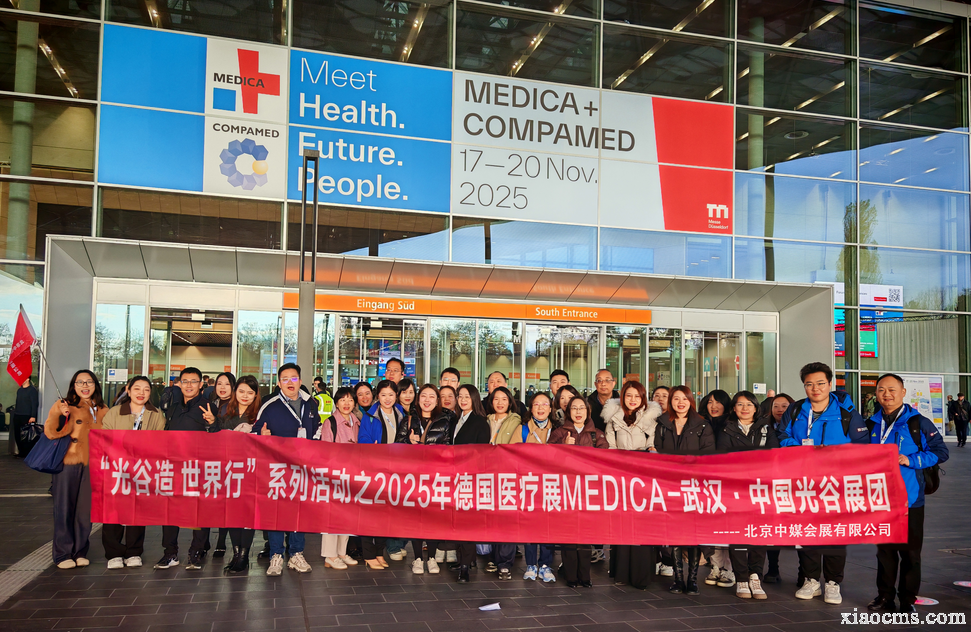 MEDICA
COMPAMED
Meet
Health.
Future.
People.
MEDICA +
COMPAMED
17–20 Nov.
2025
Messe
Düsseldorf
Eingang Süd
South Entrance
“光谷造 世界行”系列活动之2025年德国医疗展MEDICA-武汉·中国光谷展团
-----北京中媒会展有限公司
xiaocms.com